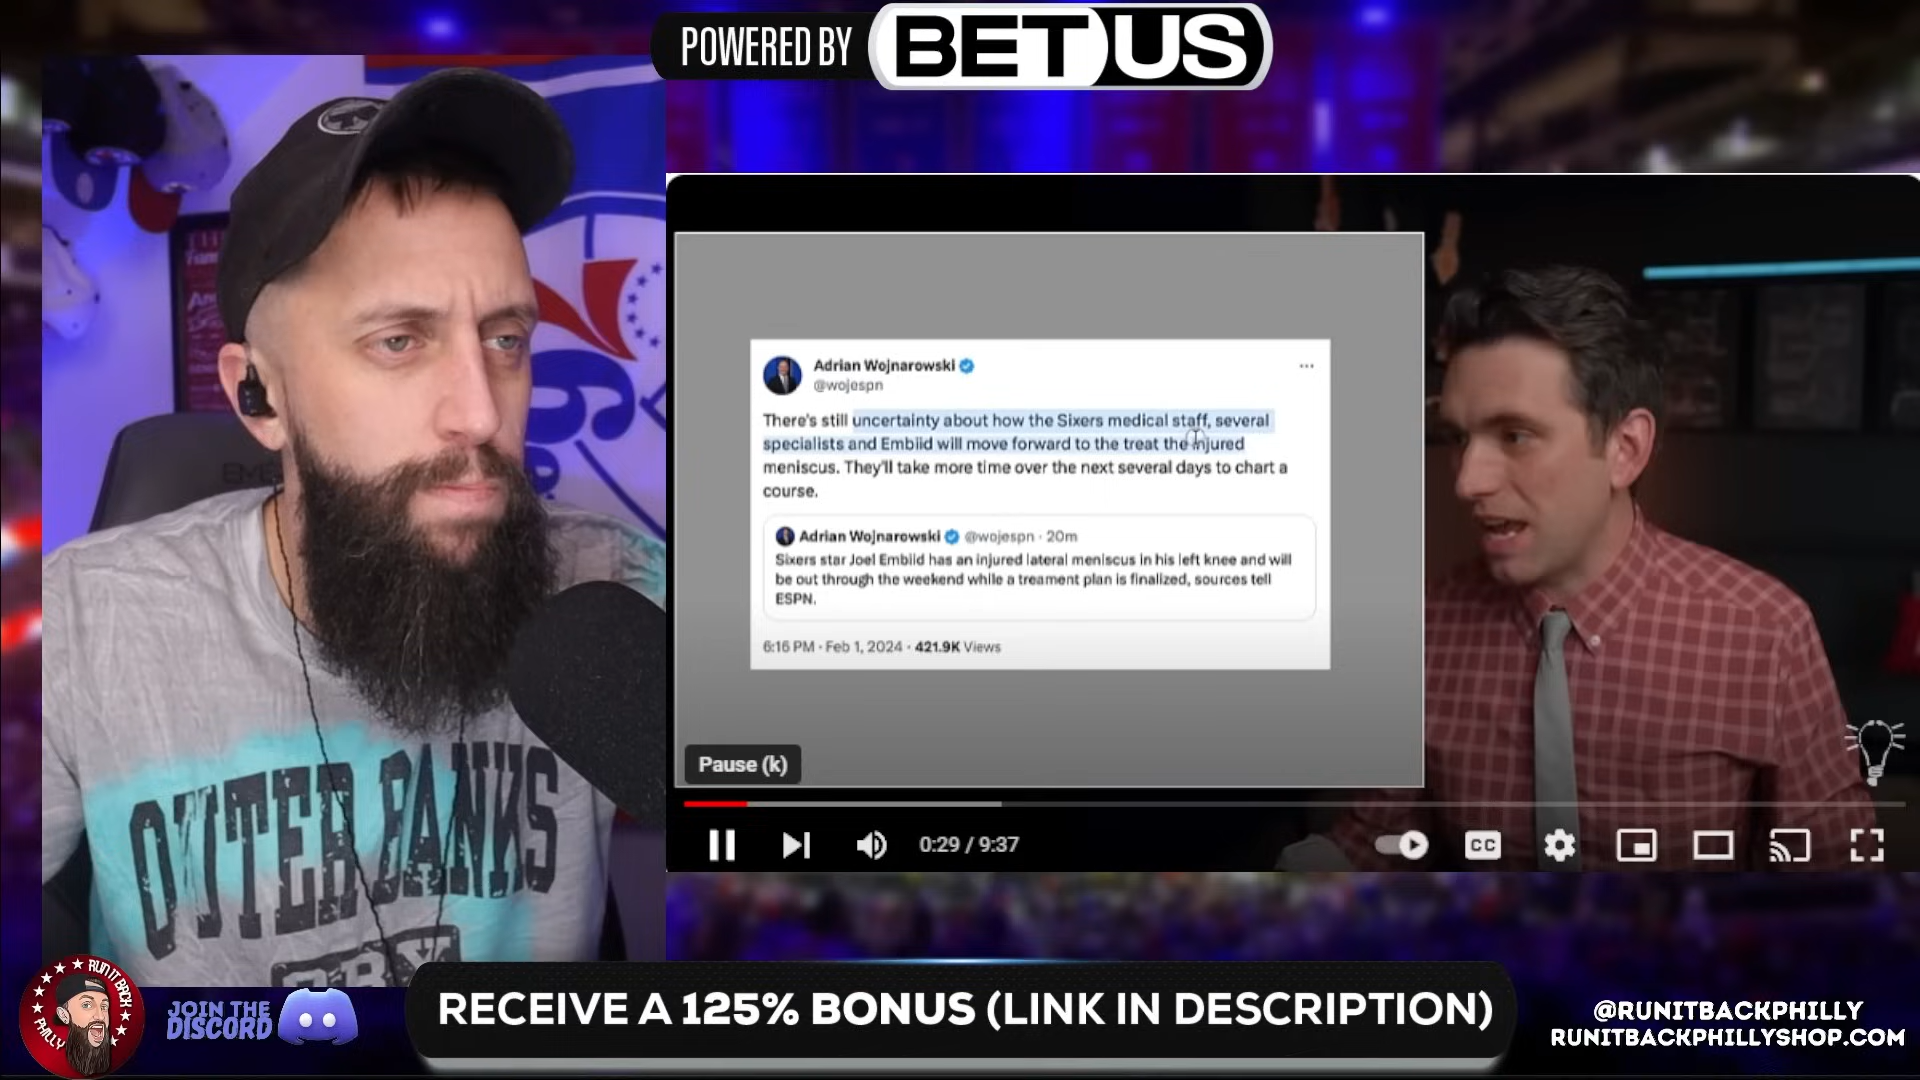 POWERED BY BETUS
Adrian Wojnarowski
@wojespn
There's still uncertainty about how the Sixers medical staff, several
specialists and Embiid will move forward to the treat the injured
meniscus. They'll take more time over the next several days to chart a
course.
Adrian Wojnarowski @wojespn · 20m
Sixers star Joel Embiid has an injured lateral meniscus in his left knee and will
be out through the weekend while a treament plan is finalized, sources tell
ESPN.
6:16 PM · Feb 1, 2024 · 421.9K Views
Pause (k)
0:29 / 9:37
CC
OUTER BANKS
RUN IT BACK
PHILLY
JOIN THE
DISCORD
RECEIVE A 125% BONUS (LINK IN DESCRIPTION)
@RUNITBACKPHILLY
RUNITBACKPHILLYSHOP.COM